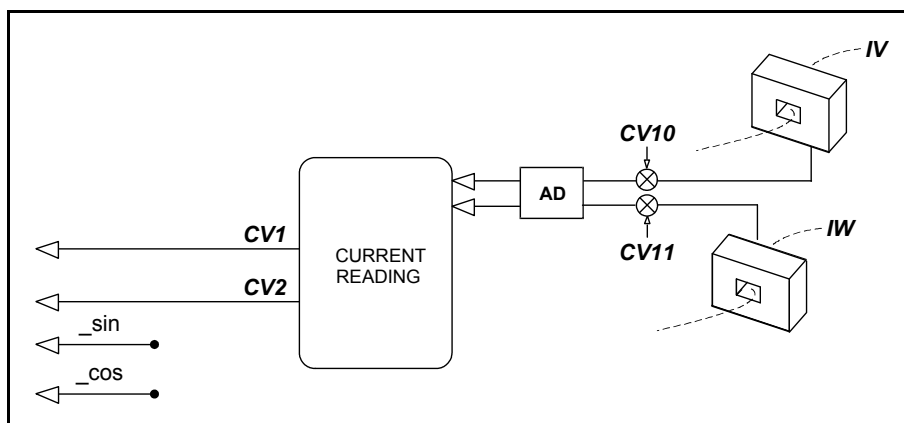 IV
CV10
AD
CV11
IW
CV1
CURRENT
READING
CV2
_sin
_cos